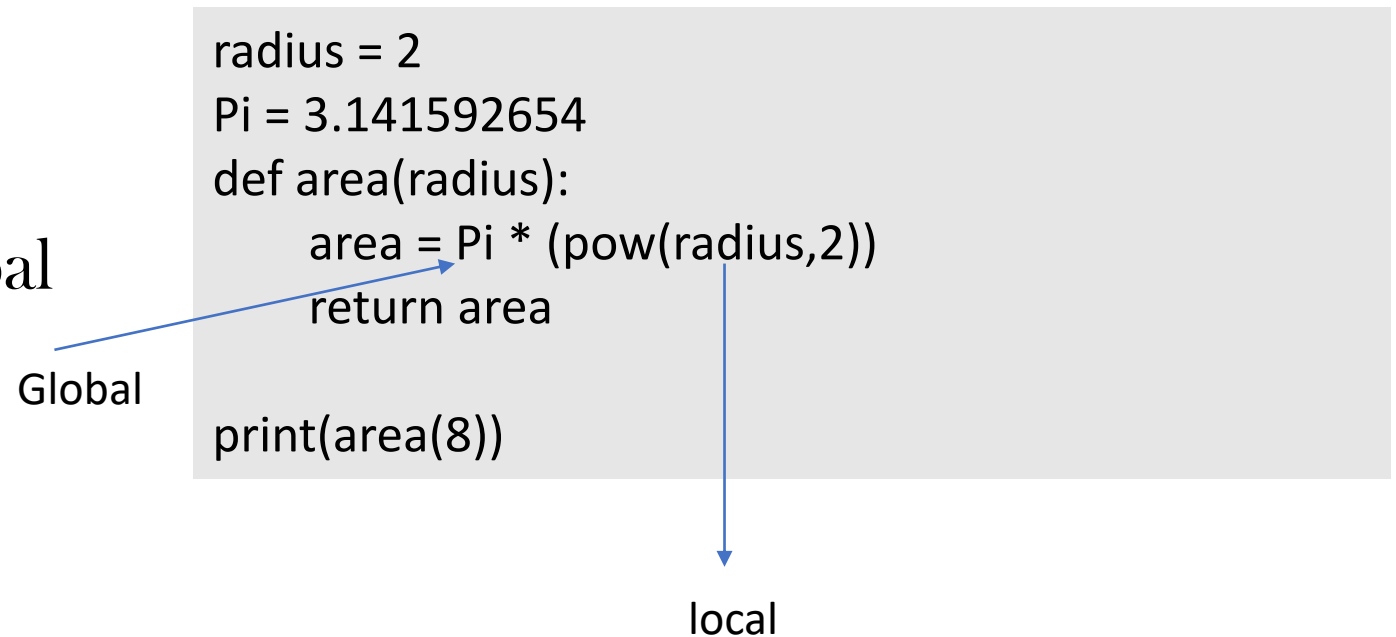 radius = 2
Pi = 3.141592654
def area(radius):
area = Pi * (pow(radius,2))
return area
Global
print(area(8))
local